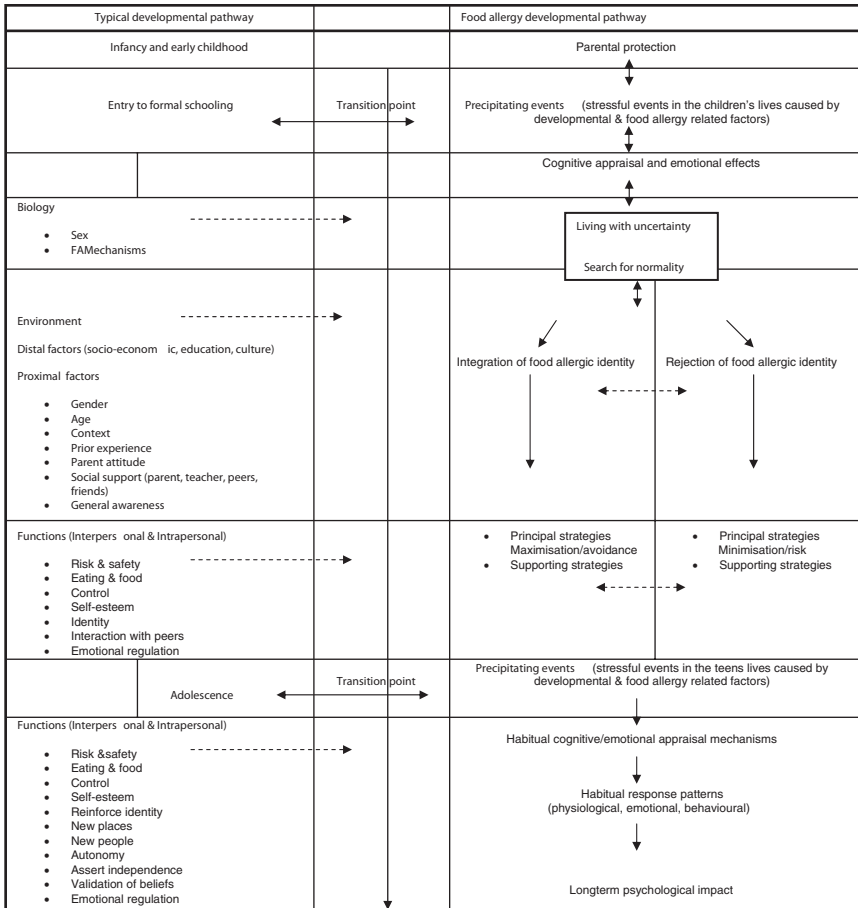 Typical developmental pathway
Food allergy developmental pathway
Infancy and early childhood
Parental protection
Entry to formal schooling
Transition point
Precipitating events (stressful events in the children's lives caused by
developmental & food allergy related factors)
Cognitive appraisal and emotional effects
Biology
• Sex
• FAMechanisms
Living with uncertainty
Search for normality
Environment
Distal factors (socio-econom ic, education, culture)
Proximal factors
• Gender
• Age
• Context
• Prior experience
• Parent attitude
• Social support (parent, teacher, peers,
friends)
• General awareness
Integration of food allergic identity
Rejection of food allergic identity
Functions (Interpers onal & Intrapersonal)
• Risk & safety
• Eating & food
• Control
• Self-esteem
• Identity
• Interaction with peers
• Emotional regulation
• Principal strategies
Maximisation/avoidance
• Supporting strategies
• Principal strategies
Minimisation/risk
• Supporting strategies
Adolescence
Transition point
Precipitating events (stressful events in the teens lives caused by
developmental & food allergy related factors)
Functions (Interpers onal & Intrapersonal)
• Risk &safety
• Eating & food
• Control
• Self-esteem
• Reinforce identity
• New places
• New people
• Autonomy
• Assert independence
• Validation of beliefs
• Emotional regulation
Habitual cognitive/emotional appraisal mechanisms
Habitual response patterns
(physiological, emotional, behavioural)
Longterm psychological impact